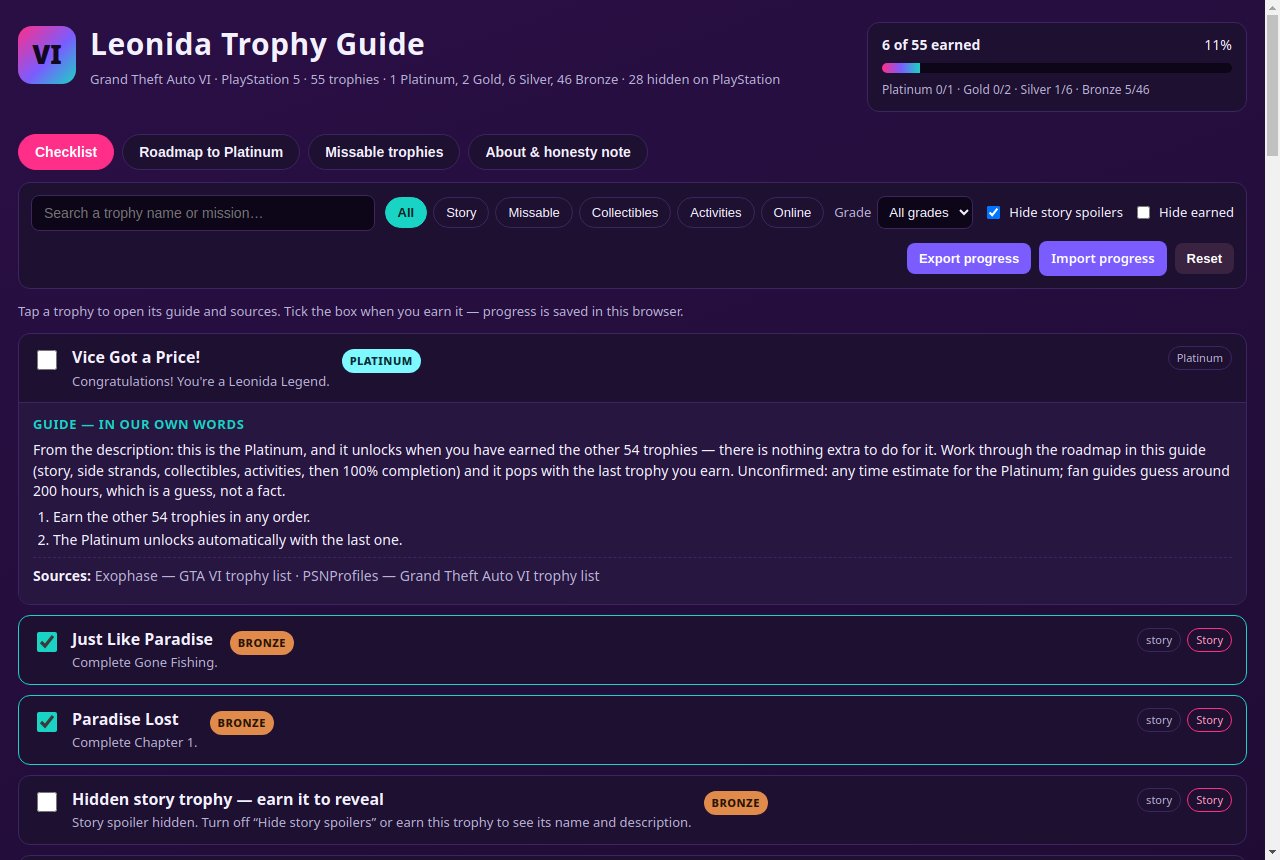 VI
Leonida Trophy Guide
Grand Theft Auto VI · PlayStation 5 · 55 trophies · 1 Platinum, 2 Gold, 6 Silver, 46 Bronze · 28 hidden on PlayStation
6 of 55 earned 11%
Platinum 0/1 · Gold 0/2 · Silver 1/6 · Bronze 5/46
Checklist Roadmap to Platinum Missable trophies About & honesty note
Search a trophy name or mission… All Story Missable Collectibles Activities Online Grade All grades Hide story spoilers Hide earned
Export progress Import progress Reset
Tap a trophy to open its guide and sources. Tick the box when you earn it — progress is saved in this browser.
Vice Got a Price! PLATINUM Platinum
Congratulations! You're a Leonida Legend.
GUIDE — IN OUR OWN WORDS
From the description: this is the Platinum, and it unlocks when you have earned the other 54 trophies — there is nothing extra to do for it. Work through the roadmap in this guide
(story, side strands, collectibles, activities, then 100% completion) and it pops with the last trophy you earn. Unconfirmed: any time estimate for the Platinum; fan guides guess around
200 hours, which is a guess, not a fact.
1. Earn the other 54 trophies in any order.
2. The Platinum unlocks automatically with the last one.
Sources: Exophase — GTA VI trophy list · PSNProfiles — Grand Theft Auto VI trophy list
Just Like Paradise BRONZE story Story
Complete Gone Fishing.
Paradise Lost BRONZE story Story
Complete Chapter 1.
Hidden story trophy — earn it to reveal BRONZE story Story
Story spoiler hidden. Turn off “Hide story spoilers” or earn this trophy to see its name and description.